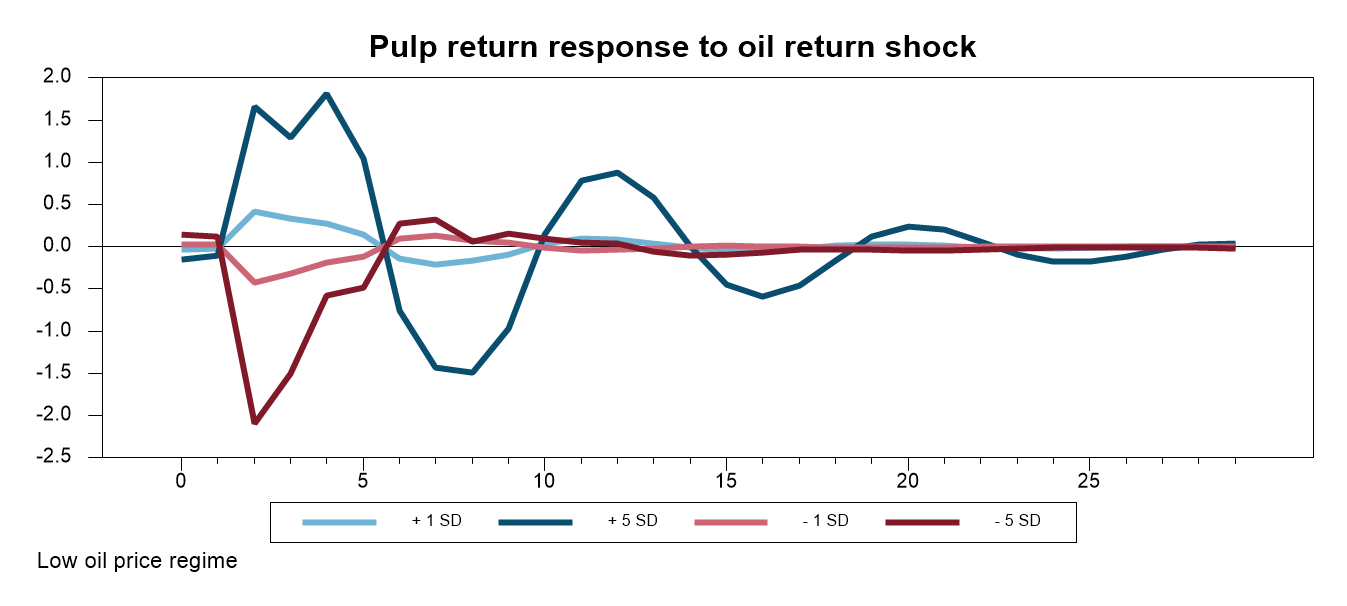 Pulp return response to oil return shock
2.0
1.5
1.0
0.5
0.0
-0.5
-1.0
-1.5
-2.0
-2.5
0 5 10 15 20 25
+ 1 SD + 5 SD - 1 SD - 5 SD
Low oil price regime